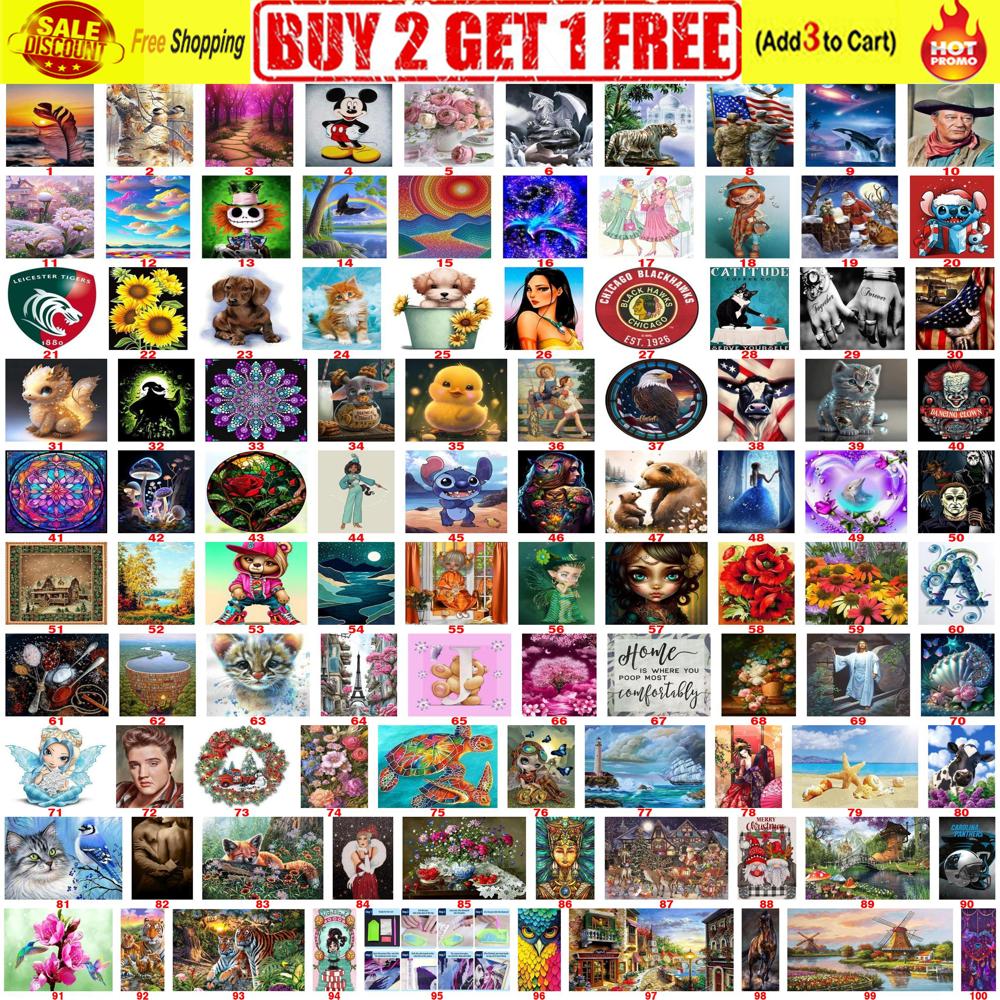 SALE
DISCOUNT
Free Shopping
BUY 2 GET 1 FREE
(Add 3 to Cart)
HOT
PROMO
1 2 3 4 5 6 7 8 9 10
11 12 13 14 15 16 17 18 19 20
LEICESTER TIGERS
1880
CHICAGO BLACKHAWKS
BLACK HAWKS
CHICAGO
EST. 1926
CATITUDE
COFFEE CO.
SERVE YOURSELF
Together
Forever
21 22 23 24 25 26 27 28 29 30
DANCING CLOWN
31 32 33 34 35 36 37 38 39 40
41 42 43 44 45 46 47 48 49 50
A
51 52 53 54 55 56 57 58 59 60
J
Home
IS WHERE YOU
POOP MOST
comfortably
61 62 63 64 65 66 67 68 69 70
71 72 73 74 75 76 77 78 79 80
MERRY
Christmas
CAROLINA
PANTHERS
81 82 83 84 85 86 87 88 89 90
91 92 93 94 95 96 97 98 99 100